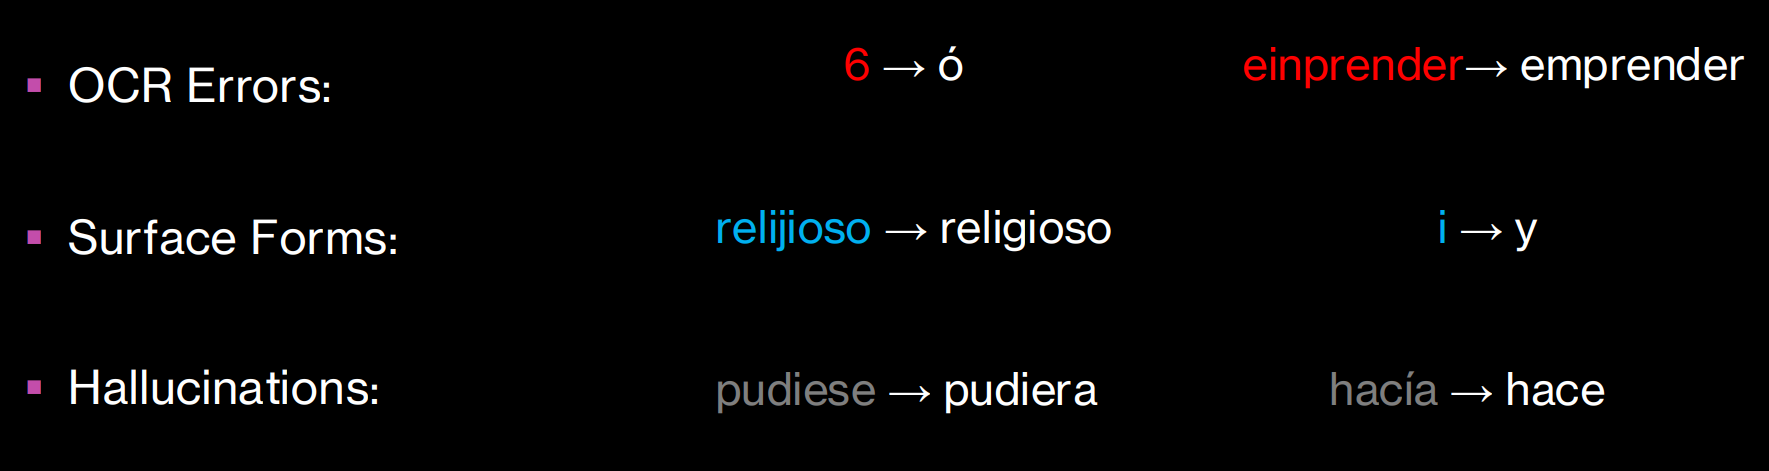 ▪ OCR Errors: 6 → ó einprender→ emprender
▪ Surface Forms: relijioso → religioso i → y
▪ Hallucinations: pudiese → pudiera hacía → hace